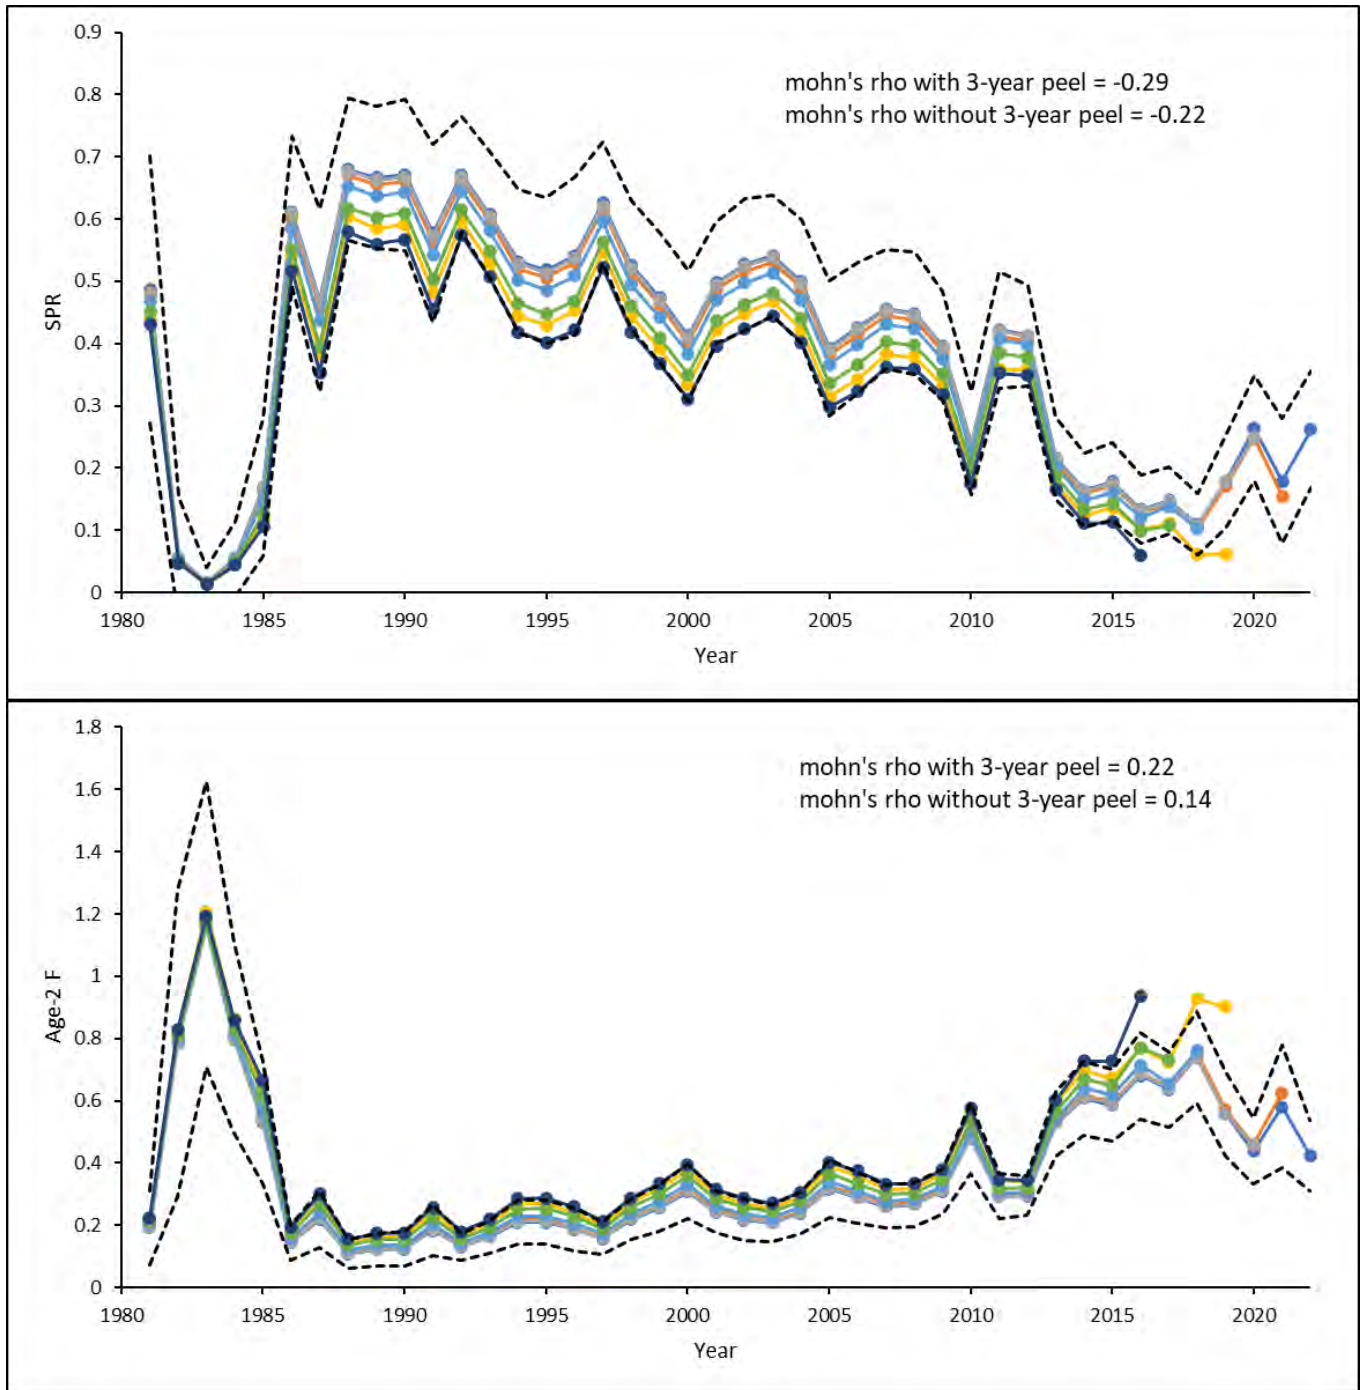 0.9
0.8
0.7
0.6
0.5
0.4
0.3
0.2
0.1
0
SPR
mohn's rho with 3-year peel = -0.29
mohn's rho without 3-year peel = -0.22
1980 1985 1990 1995 2000 2005 2010 2015 2020
Year
1.8
1.6
1.4
1.2
1
0.8
0.6
0.4
0.2
0
Age-2 F
mohn's rho with 3-year peel = 0.22
mohn's rho without 3-year peel = 0.14
1980 1985 1990 1995 2000 2005 2010 2015 2020
Year